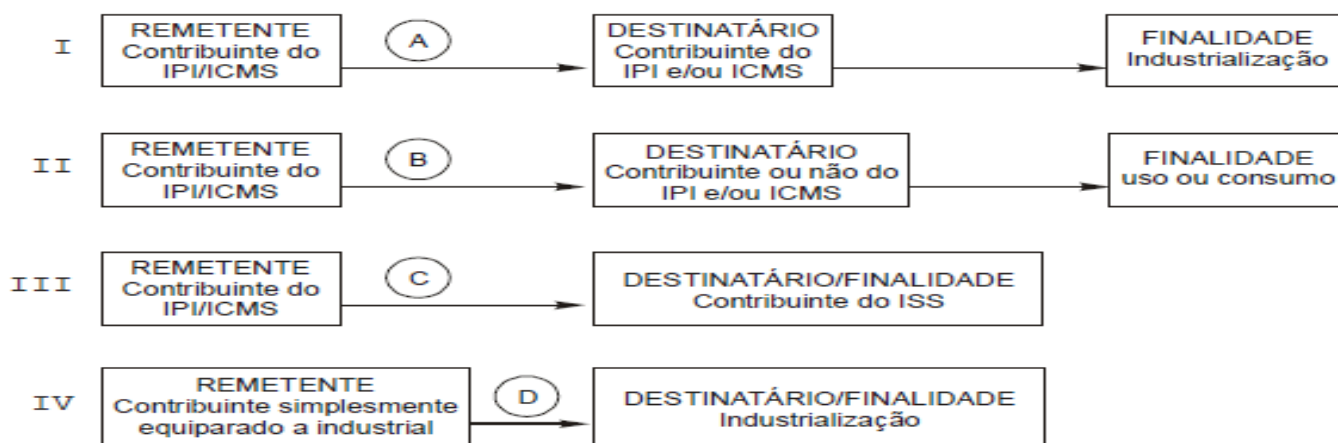 I
REMETENTE
Contribuinte do
IPI/ICMS
A
DESTINATÁRIO
Contribuinte do
IPI e/ou ICMS
FINALIDADE
Industrialização
II
REMETENTE
Contribuinte do
IPI/ICMS
B
DESTINATÁRIO
Contribuinte ou não do
IPI e/ou ICMS
FINALIDADE
uso ou consumo
III
REMETENTE
Contribuinte do
IPI/ICMS
C
DESTINATÁRIO/FINALIDADE
Contribuinte do ISS
IV
REMETENTE
Contribuinte simplesmente
equiparado a industrial
D
DESTINATÁRIO/FINALIDADE
Industrialização